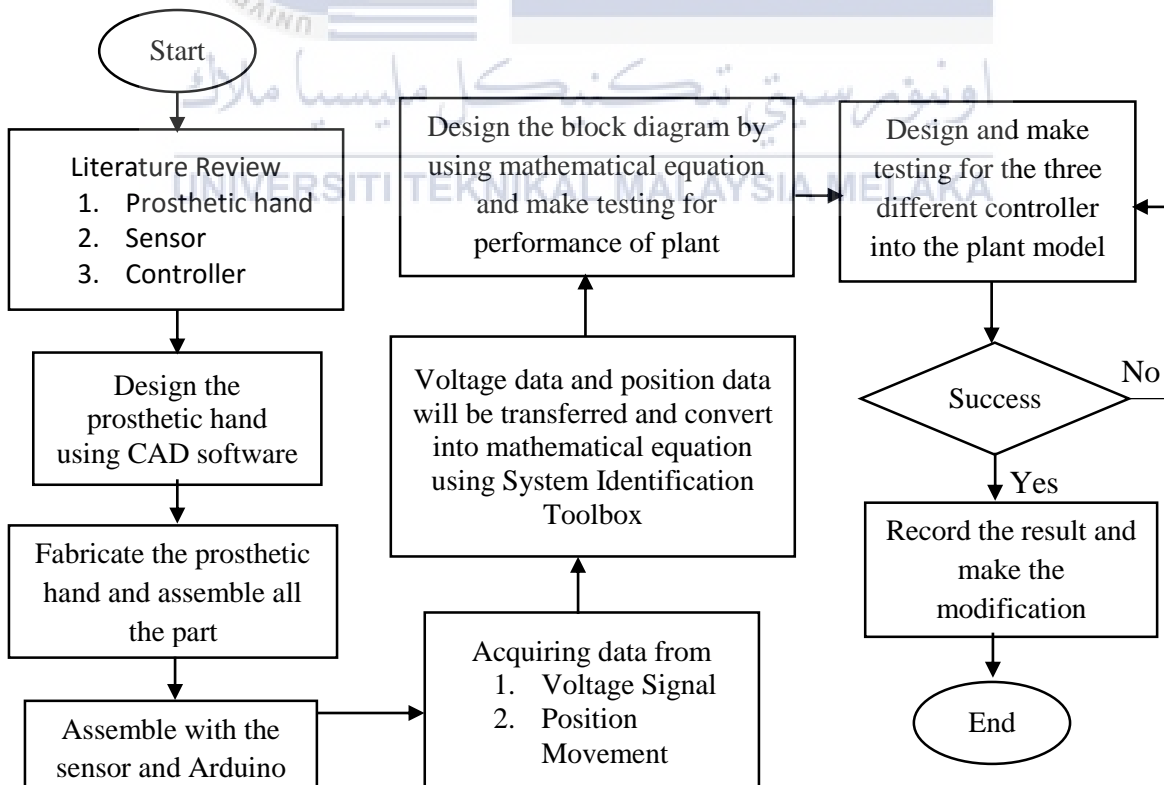 Start
Literature Review
1. Prosthetic hand
2. Sensor
3. Controller
Design the
prosthetic hand
using CAD software
Fabricate the prosthetic
hand and assemble all
the part
Assemble with the
sensor and Arduino
Acquiring data from
1. Voltage Signal
2. Position
Movement
Voltage data and position data
will be transferred and convert
into mathematical equation
using System Identification
Toolbox
Design the block diagram by
using mathematical equation
and make testing for
performance of plant
Design and make
testing for the three
different controller
into the plant model
Success
No
Yes
Record the result and
make the
modification
End
اونيۏرسيتي تيكنيكل مليسيا ملاك
UNIVERSITI TEKNIKAL MALAYSIA MELAKA